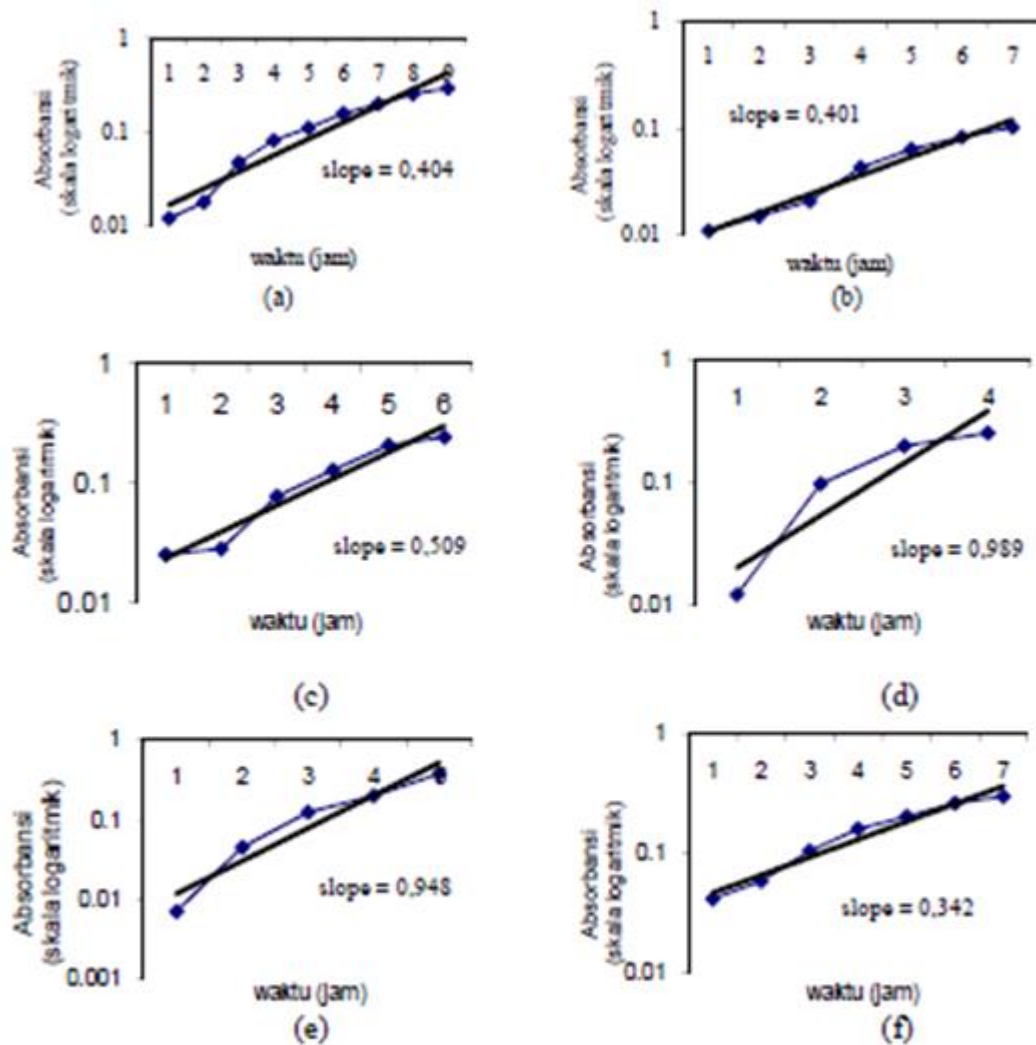 1
1 2 3 4 5 6 7 8 9
0.1
0.01
Absorbansi
(skala logaritmik)
slope = 0,404
waktu (jam)
(a)
1
1 2 3 4 5 6 7
0.1
0.01
Absorbansi
(skala logaritmik)
slope = 0,401
waktu (jam)
(b)
1
1 2 3 4 5 6
0.1
0.01
Absorbansi
(skala logaritmik)
slope = 0,509
waktu (jam)
(c)
1
1 2 3 4
0.1
0.01
Absorbansi
(skala logaritmik)
slope = 0,989
waktu (jam)
(d)
1
1 2 3 4
0.1
0.01
0.001
Absorbansi
(skala logaritmik)
slope = 0,948
waktu (jam)
(e)
1
1 2 3 4 5 6 7
0.1
0.01
Absorbansi
(skala logaritmik)
slope = 0,342
waktu (jam)
(f)